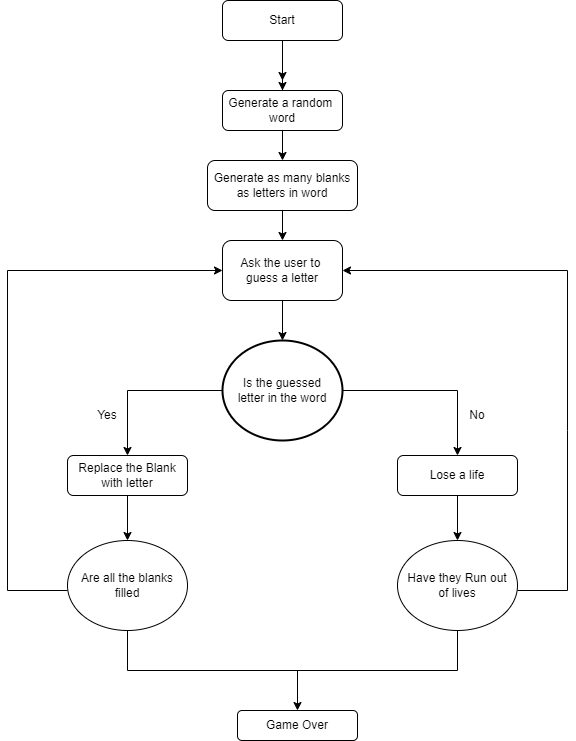 Start
Generate a random
word
Generate as many blanks
as letters in word
Ask the user to
guess a letter
Is the guessed
letter in the word
Yes
No
Replace the Blank
with letter
Lose a life
Are all the blanks
filled
Have they Run out
of lives
Game Over